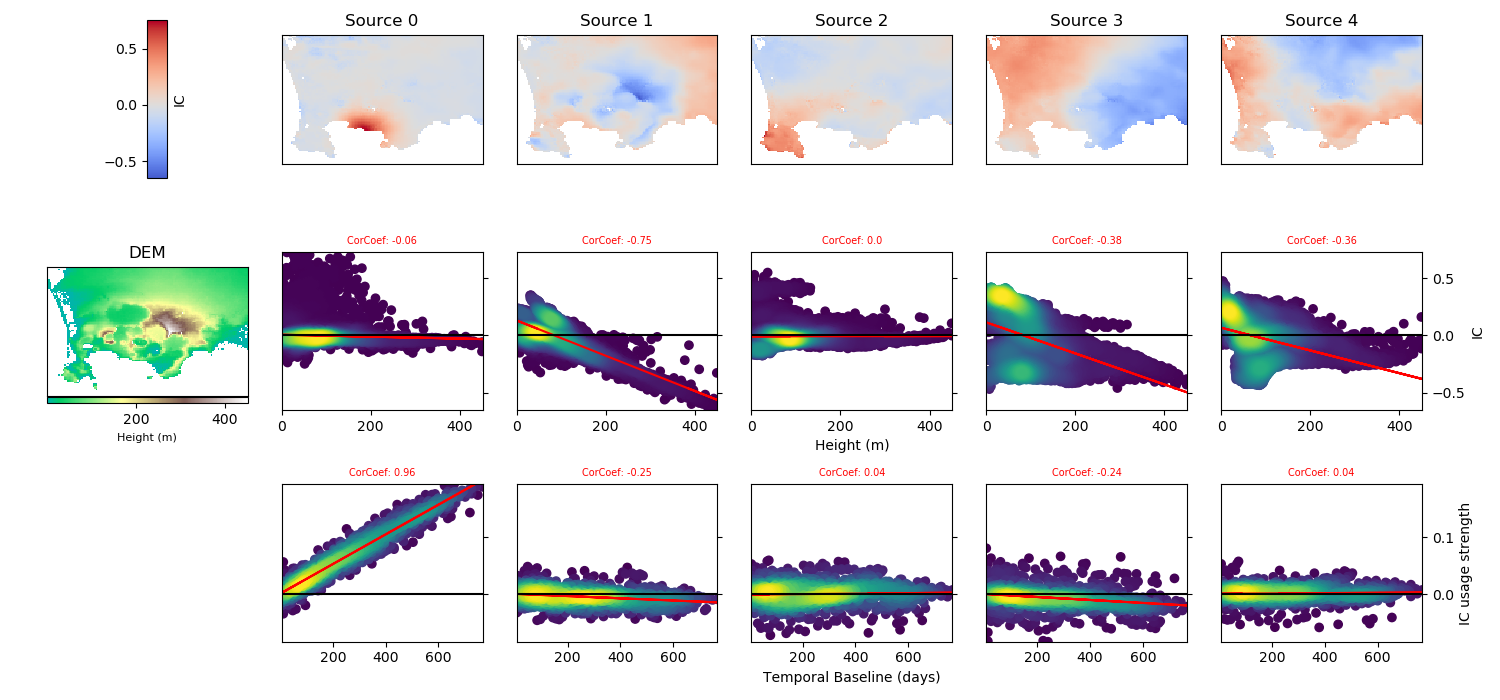 Source 0 Source 1 Source 2 Source 3 Source 4
0.5
0.0
−0.5
IC
CorCoef: -0.06 CorCoef: -0.75 CorCoef: 0.0 CorCoef: -0.38 CorCoef: -0.36
DEM
200 400
Height (m)
0.5
0.0
−0.5
IC
0 200 400 0 200 400 0 200 400 0 200 400 0 200 400
Height (m)
CorCoef: 0.96 CorCoef: -0.25 CorCoef: 0.04 CorCoef: -0.24 CorCoef: 0.04
0.1
0.0
IC usage strength
200 400 600 200 400 600 200 400 600 200 400 600 200 400 600
Temporal Baseline (days)